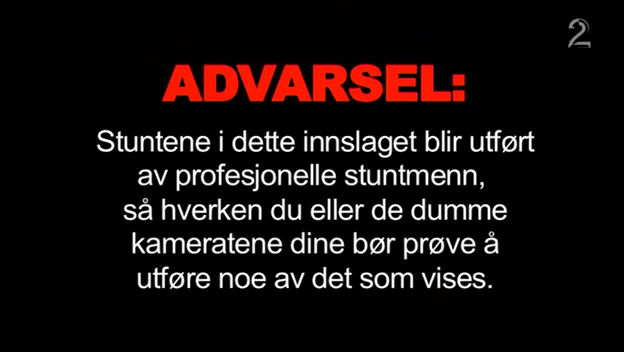 2
ADVARSEL:
Stuntene i dette innslaget blir utført
av profesjonelle stuntmenn,
så hverken du eller de dumme
kameratene dine bør prøve å
utføre noe av det som vises.